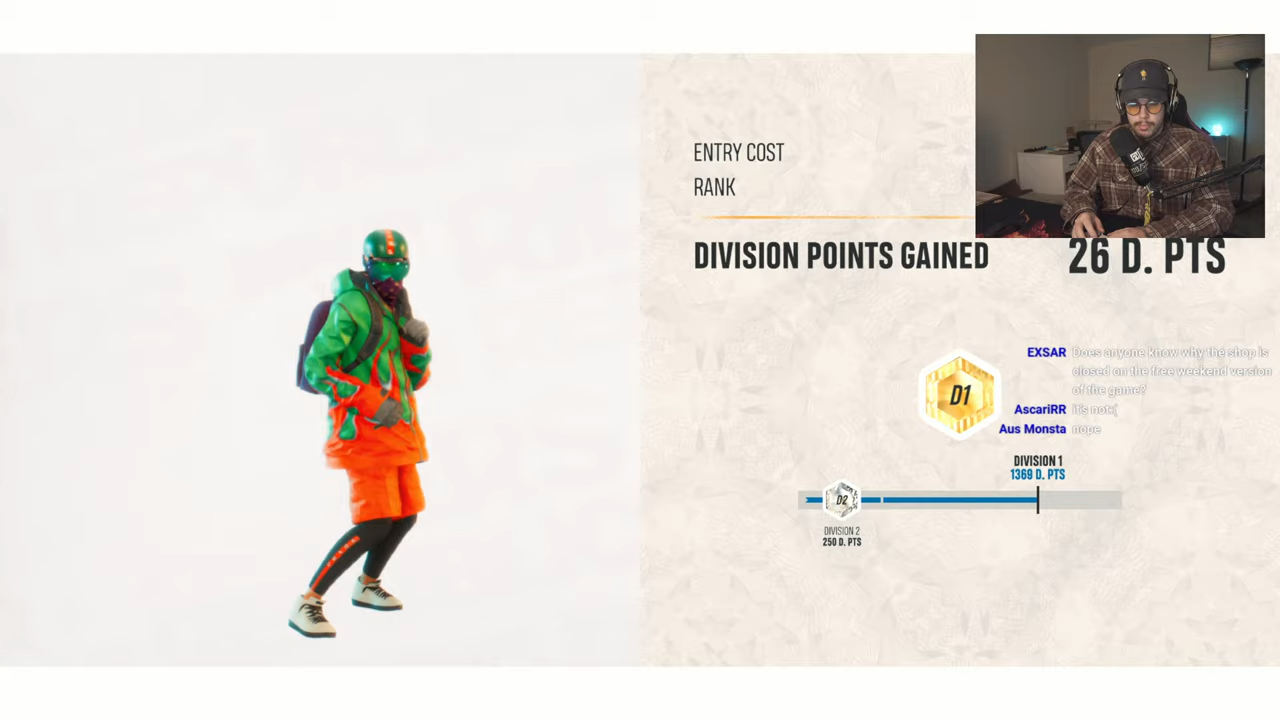 ENTRY COST
RANK
DIVISION POINTS GAINED
26 D. PTS
D1
EXSAR Does anyone know why the shop is
closed on the free weekend version
of the game?
AscariRR it's not:(
Aus Monsta nope
DIVISION 1
1369 D. PTS
D2
DIVISION 2
250 D. PTS